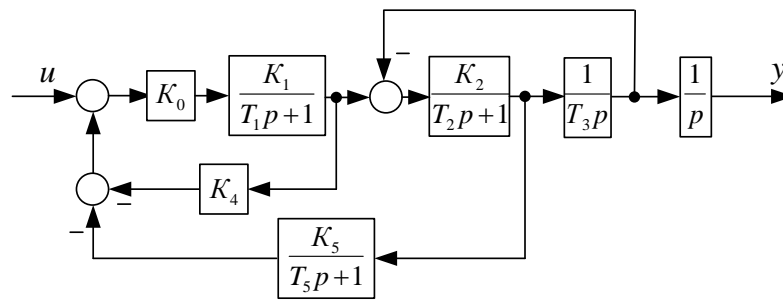 u
K₀
K₁
T₁p+1
–
K₂
T₂p+1
1
T₃p
1
p
y
–
K₄
–
K₅
T₅p+1